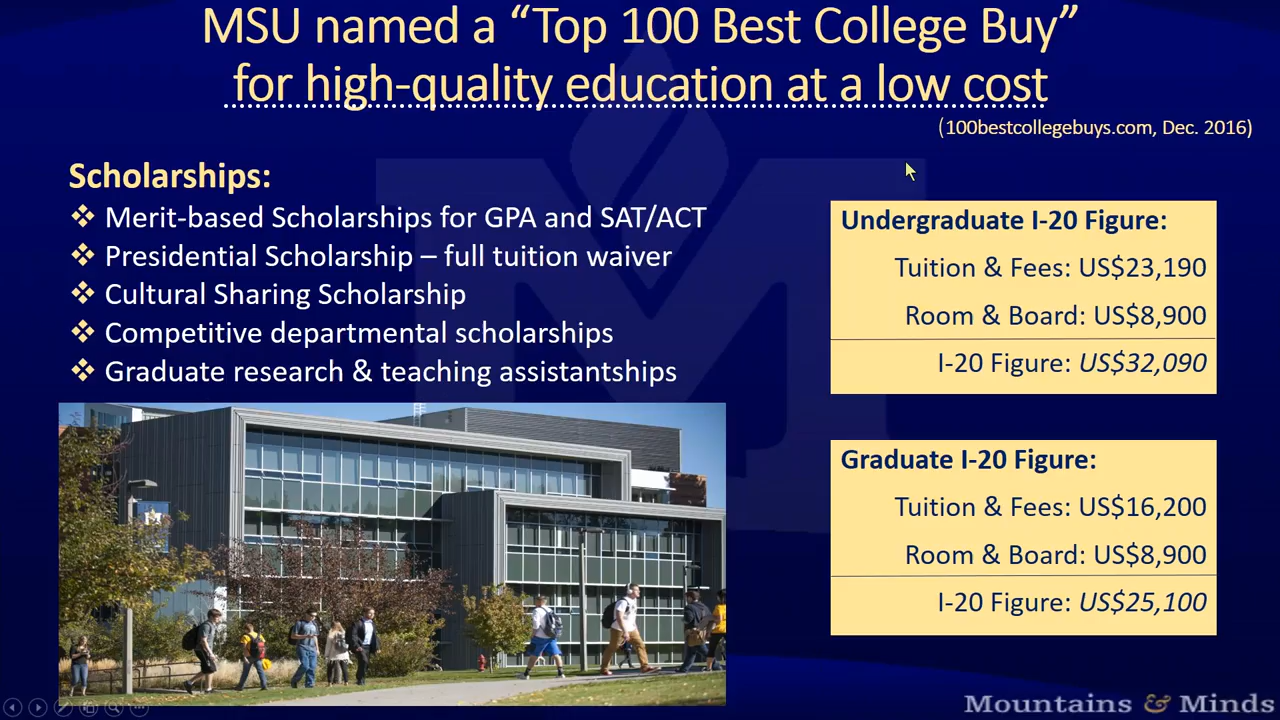 MSU named a “Top 100 Best College Buy”
for high-quality education at a low cost
(100bestcollegebuys.com, Dec. 2016)
Scholarships:
❖ Merit-based Scholarships for GPA and SAT/ACT
❖ Presidential Scholarship – full tuition waiver
❖ Cultural Sharing Scholarship
❖ Competitive departmental scholarships
❖ Graduate research & teaching assistantships
Undergraduate I-20 Figure:
Tuition & Fees: US$23,190
Room & Board: US$8,900
I-20 Figure: US$32,090
Graduate I-20 Figure:
Tuition & Fees: US$16,200
Room & Board: US$8,900
I-20 Figure: US$25,100
Mountains & Minds